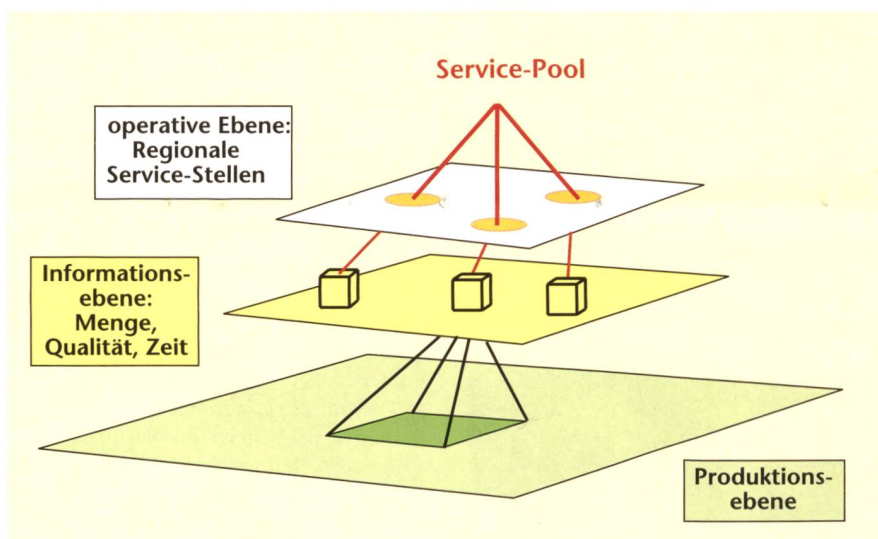 Service-Pool
operative Ebene:
Regionale
Service-Stellen
Informations-
ebene:
Menge,
Qualität, Zeit
Produktions-
ebene